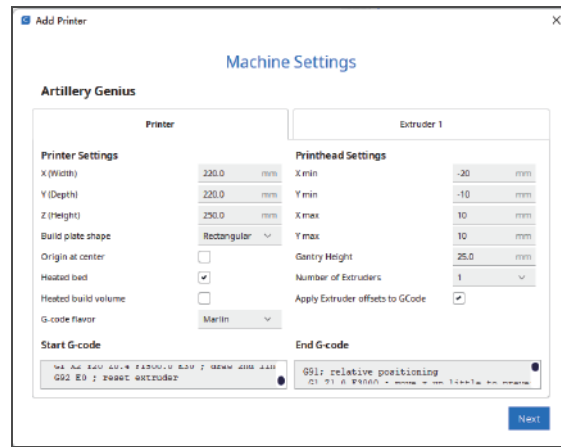 Add Printer
Machine Settings
Artillery Genius
Printer
Extruder 1
Printer Settings
X (Width) 220.0 mm
Y (Depth) 220.0 mm
Z (Height) 250.0 mm
Build plate shape Rectangular
Origin at center
Heated bed
Heated build volume
G-code flavor Marlin
Printhead Settings
X min -20 mm
Y min -10 mm
X max 10 mm
Y max 10 mm
Gantry Height 25.0 mm
Number of Extruders 1
Apply Extruder offsets to GCode
Start G-code
G92 E0 ; reset extruder
End G-code
G91; relative positioning
Next